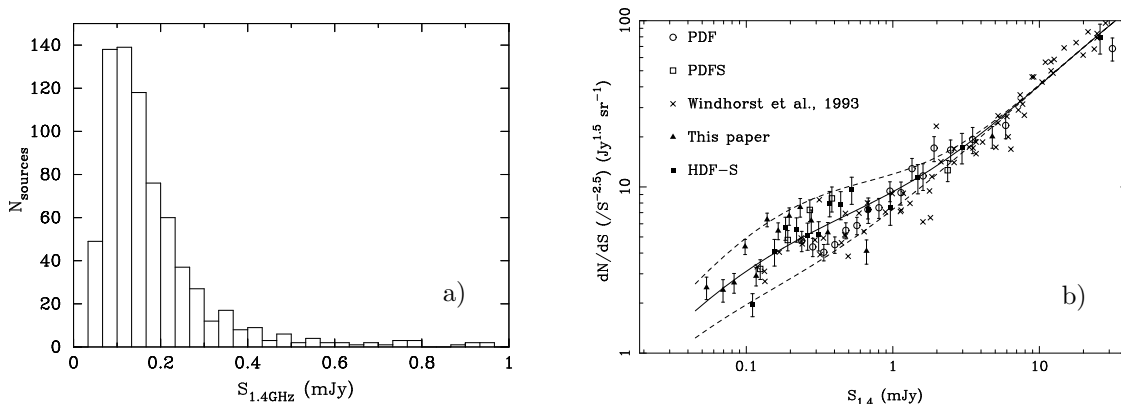 140
120
100
80
60
40
20
0
N_sources
0 0.2 0.4 0.6 0.8 1
S_1.4GHz (mJy)
a)
100
10
1
dN/dS (/S^-2.5) (Jy^1.5 sr^-1)
PDF
PDFS
Windhorst et al., 1993
This paper
HDF-S
0.1 1 10
S_1.4 (mJy)
b)